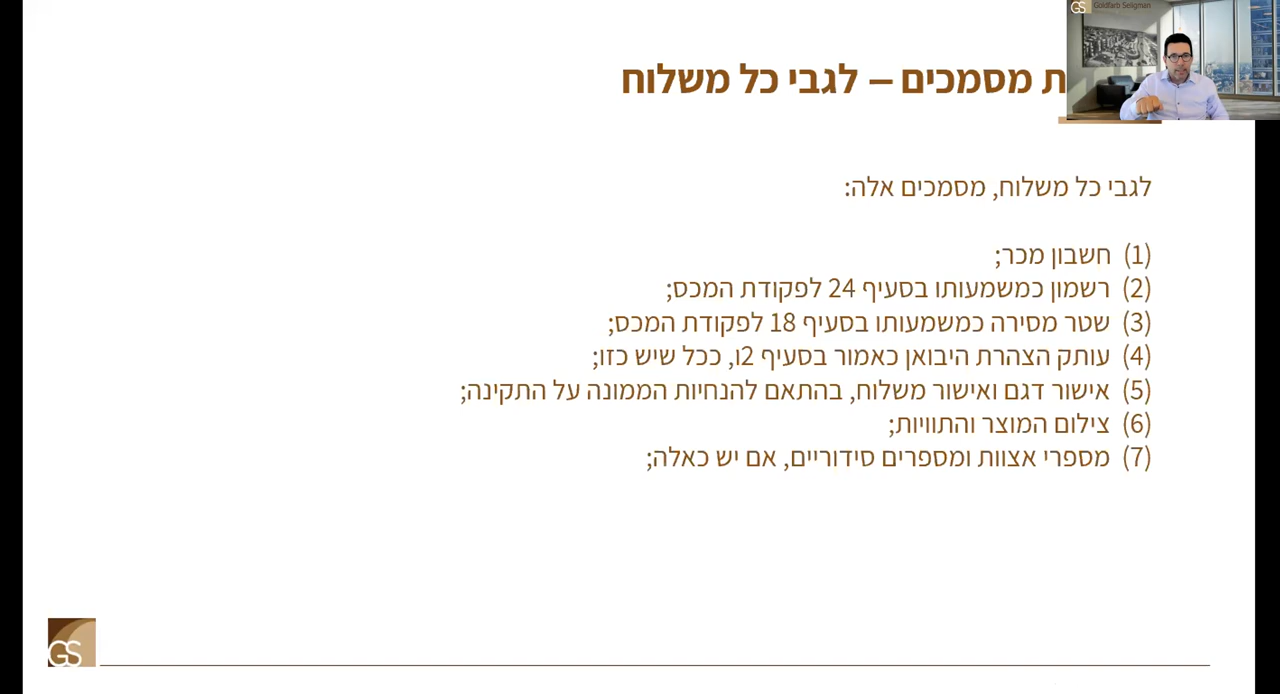 GS Goldfarb Seligman
ת מסמכים – לגבי כל משלוח
לגבי כל משלוח, מסמכים אלה:
(1) חשבון מכר;
(2) רשמון כמשמעותו בסעיף 24 לפקודת המכס;
(3) שטר מסירה כמשמעותו בסעיף 18 לפקודת המכס;
(4) עותק הצהרת היבואן כאמור בסעיף 2ו, ככל שיש כזו;
(5) אישור דגם ואישור משלוח, בהתאם להנחיות הממונה על התקינה;
(6) צילום המוצר והתוויות;
(7) מספרי אצוות ומספרים סידוריים, אם יש כאלה;
GS